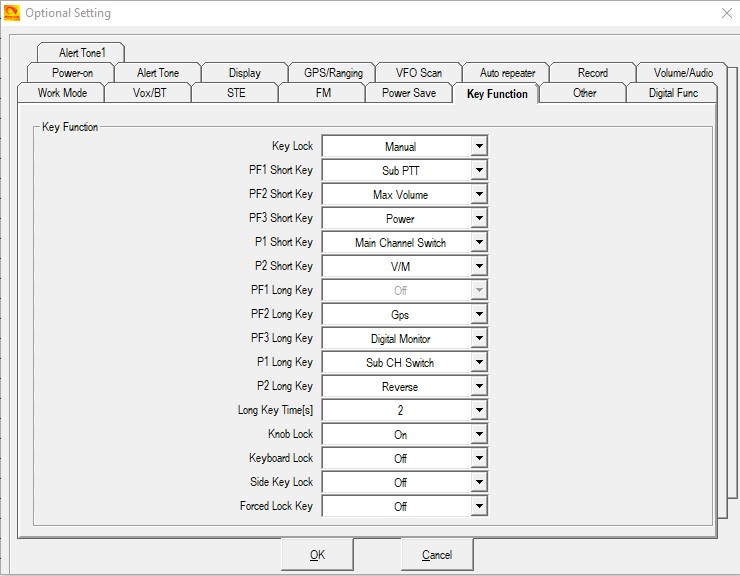 Optional Setting
Alert Tone1
Power-on Alert Tone Display GPS/Ranging VFO Scan Auto repeater Record Volume/Audio
Work Mode Vox/BT STE FM Power Save Key Function Other Digital Func
Key Function
Key Lock Manual
PF1 Short Key Sub PTT
PF2 Short Key Max Volume
PF3 Short Key Power
P1 Short Key Main Channel Switch
P2 Short Key V/M
PF1 Long Key Off
PF2 Long Key Gps
PF3 Long Key Digital Monitor
P1 Long Key Sub CH Switch
P2 Long Key Reverse
Long Key Time[s] 2
Knob Lock On
Keyboard Lock Off
Side Key Lock Off
Forced Lock Key Off
OK Cancel